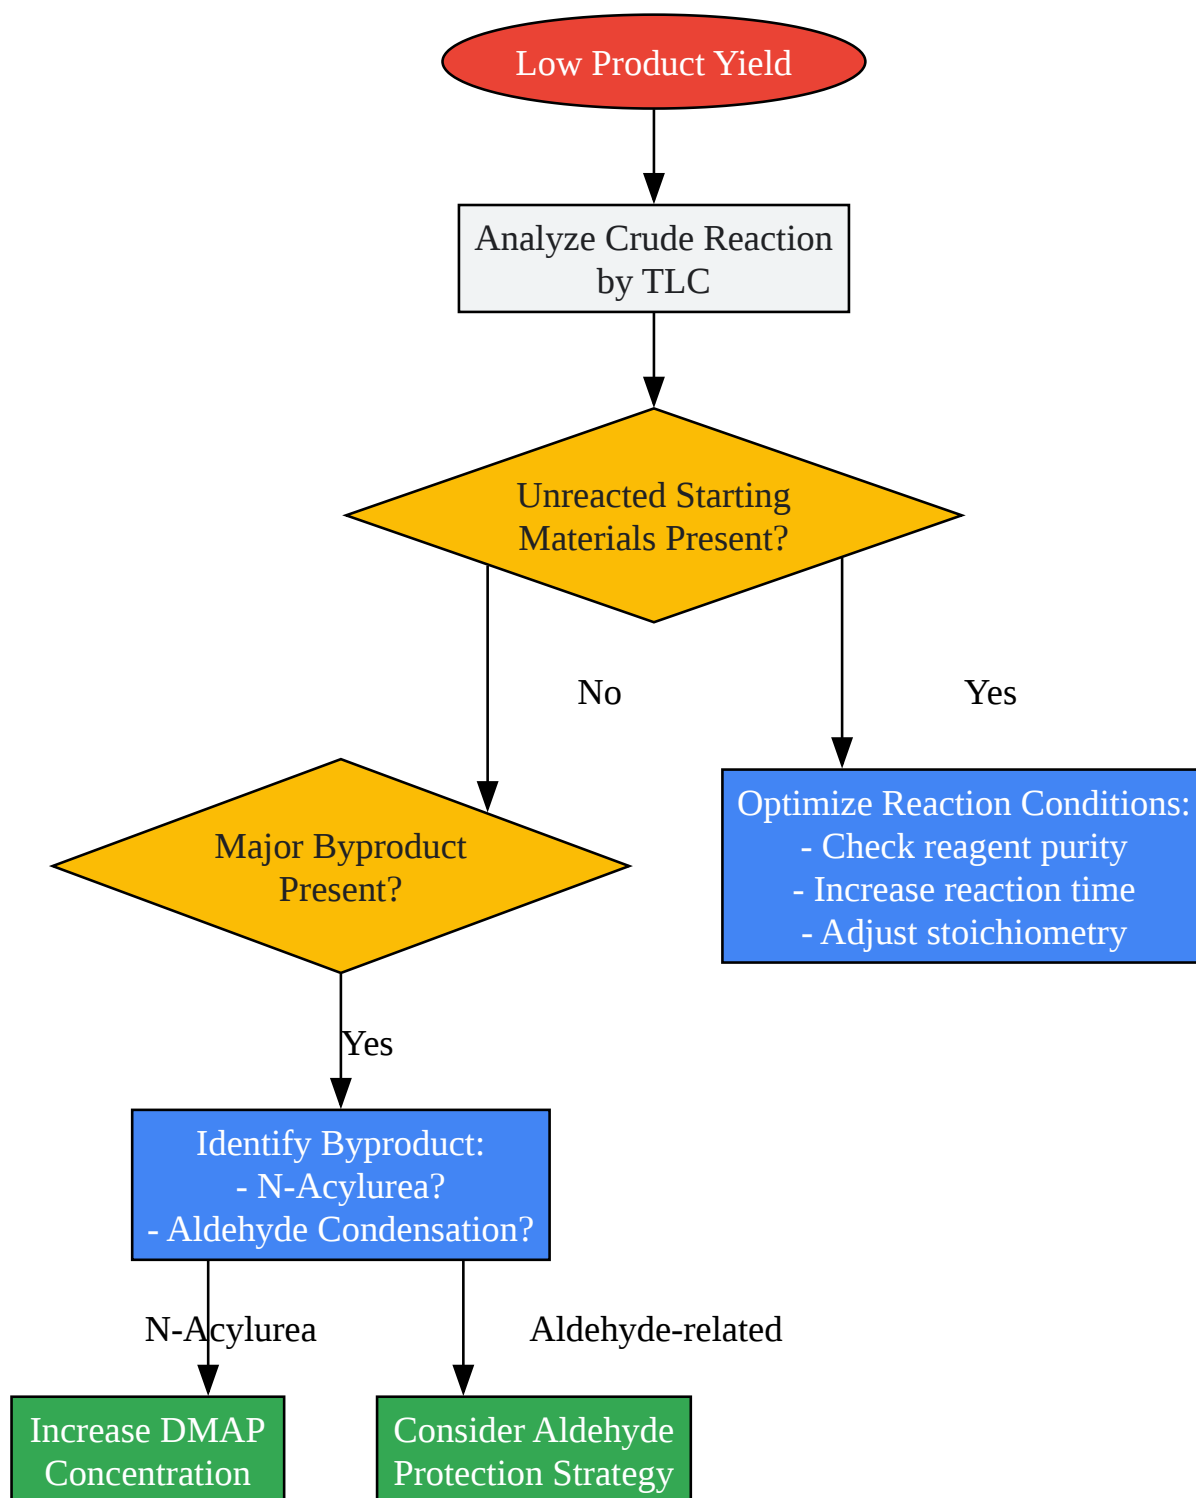 Low Product Yield
Analyze Crude Reaction
by TLC
Unreacted Starting
Materials Present?
No
Yes
Major Byproduct
Present?
Optimize Reaction Conditions:
- Check reagent purity
- Increase reaction time
- Adjust stoichiometry
Yes
Identify Byproduct:
- N-Acylurea?
- Aldehyde Condensation?
N-Acylurea
Aldehyde-related
Increase DMAP
Concentration
Consider Aldehyde
Protection Strategy